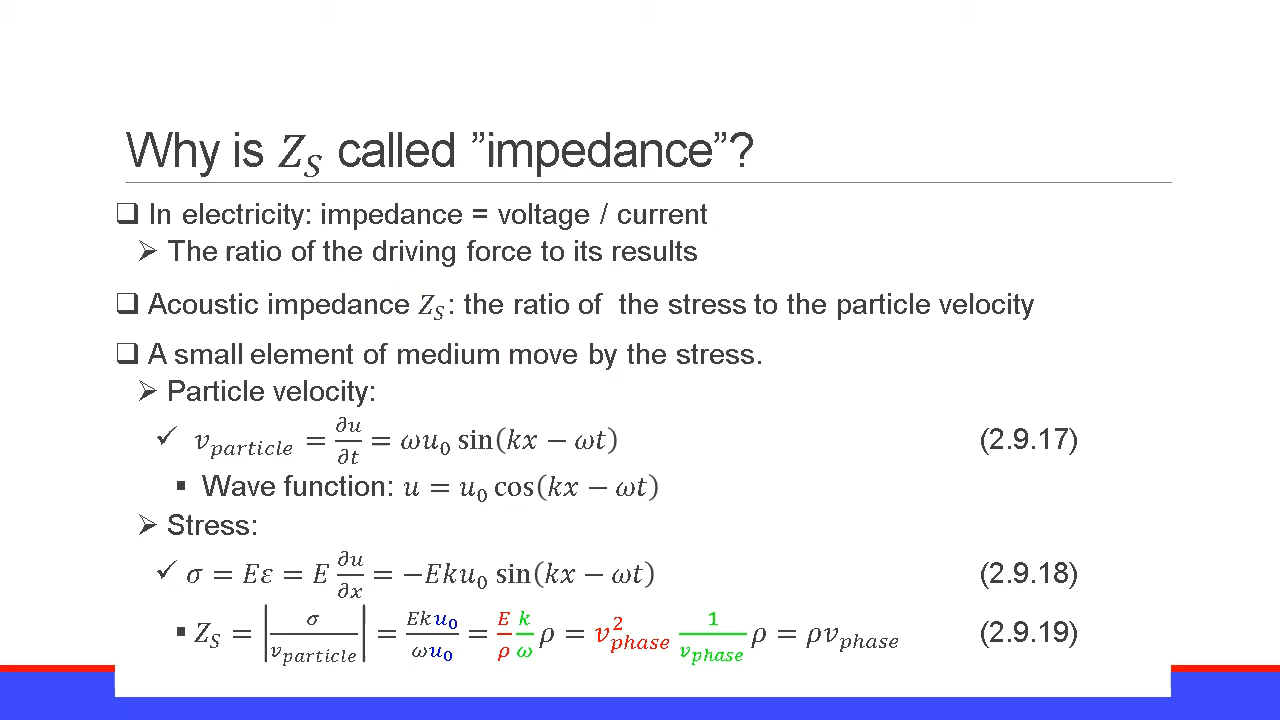 Why is Z_S called ”impedance”?
❑ In electricity: impedance = voltage / current
➢ The ratio of the driving force to its results
❑ Acoustic impedance Z_S: the ratio of the stress to the particle velocity
❑ A small element of medium move by the stress.
➢ Particle velocity:
✓ v_particle = ∂u/∂t = ωu_0 sin(kx − ωt) (2.9.17)
▪ Wave function: u = u_0 cos(kx − ωt)
➢ Stress:
✓ σ = Eε = E ∂u/∂x = −Eku_0 sin(kx − ωt) (2.9.18)
▪ Z_S = |σ/v_particle| = Eku_0/ωu_0 = E/ρ k/ω ρ = v_phase^2 1/v_phase ρ = ρv_phase (2.9.19)